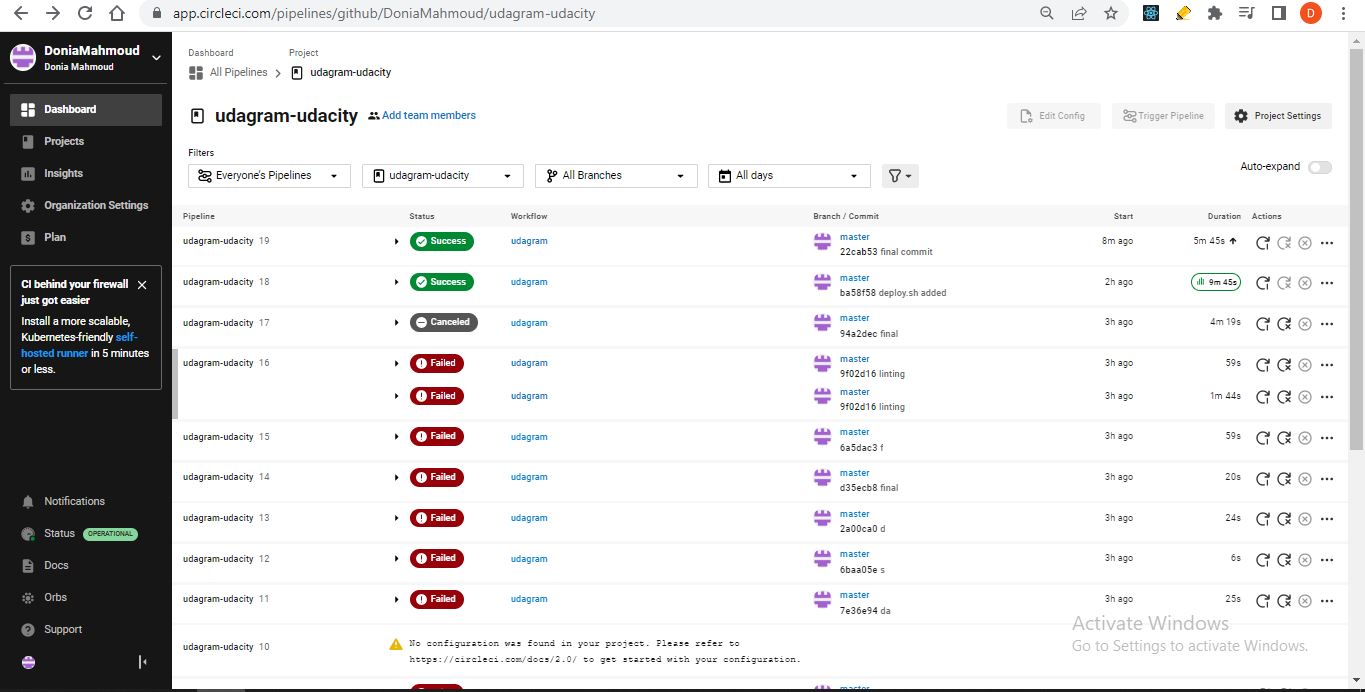 app.circleci.com/pipelines/github/DoniaMahmoud/udagram-udacity
D
DoniaMahmoud
Donia Mahmoud
Dashboard
Projects
Insights
Organization Settings
Plan
CI behind your firewall
just got easier
Install a more scalable,
Kubernetes-friendly self-
hosted runner in 5 minutes
or less.
Notifications
Status OPERATIONAL
Docs
Orbs
Support
Dashboard Project
All Pipelines udagram-udacity
udagram-udacity Add team members
Edit Config Trigger Pipeline Project Settings
Filters
Everyone's Pipelines udagram-udacity All Branches All days
Auto-expand
Pipeline Status Workflow Branch / Commit Start Duration Actions
udagram-udacity 19 Success udagram master 8m ago 5m 45s
22cab53 final commit
udagram-udacity 18 Success udagram master 2h ago 9m 45s
ba58f58 deploy.sh added
udagram-udacity 17 Canceled udagram master 3h ago 4m 19s
94a2dec final
udagram-udacity 16 Failed udagram master 3h ago 59s
9f02d16 linting
Failed udagram master 3h ago 1m 44s
9f02d16 linting
udagram-udacity 15 Failed udagram master 3h ago 59s
6a5dac3 f
udagram-udacity 14 Failed udagram master 3h ago 20s
d35ecb8 final
udagram-udacity 13 Failed udagram master 3h ago 24s
2a00ca0 d
udagram-udacity 12 Failed udagram master 3h ago 6s
6baa05e s
udagram-udacity 11 Failed udagram master 3h ago 25s
7e36e94 da
udagram-udacity 10 No configuration was found in your project. Please refer to
https://circleci.com/docs/2.0/ to get started with your configuration.
master
Activate Windows
Go to Settings to activate Windows.